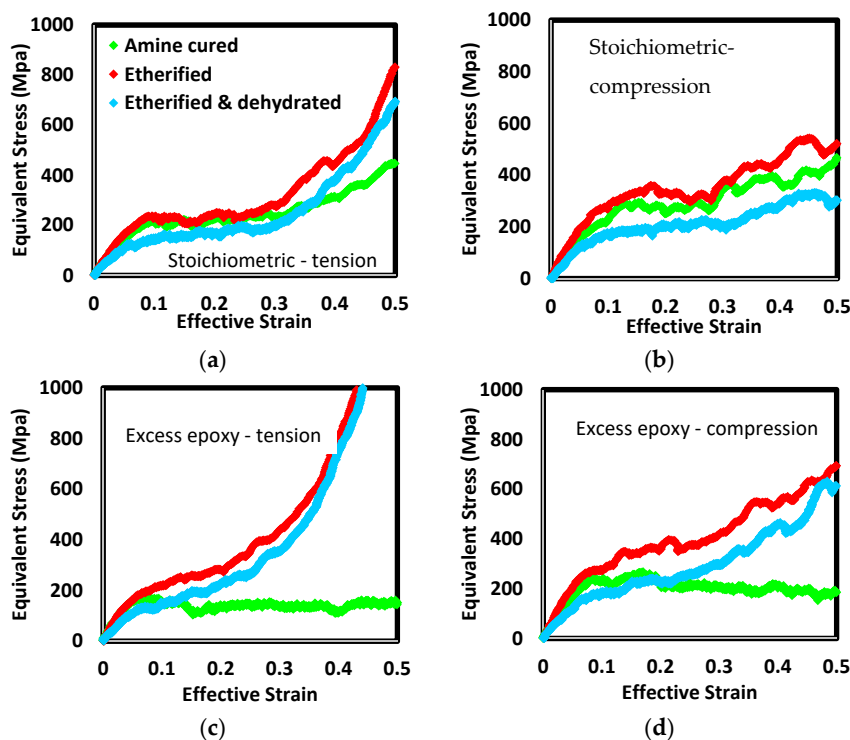 1000
800
600
400
200
0
Equivalent Stress (Mpa)
Amine cured
Etherified
Etherified & dehydrated
Stoichiometric - tension
0 0.1 0.2 0.3 0.4 0.5
Effective Strain
(a)
1000
800
600
400
200
0
Equivalent Stress (Mpa)
Stoichiometric-
compression
0 0.1 0.2 0.3 0.4 0.5
Effective Strain
(b)
1000
800
600
400
200
0
Equivalent Stress (Mpa)
Excess epoxy - tension
0 0.1 0.2 0.3 0.4 0.5
Effective Strain
(c)
1000
800
600
400
200
0
Equivalent Stress (Mpa)
Excess epoxy - compression
0 0.1 0.2 0.3 0.4 0.5
Effective Strain
(d)